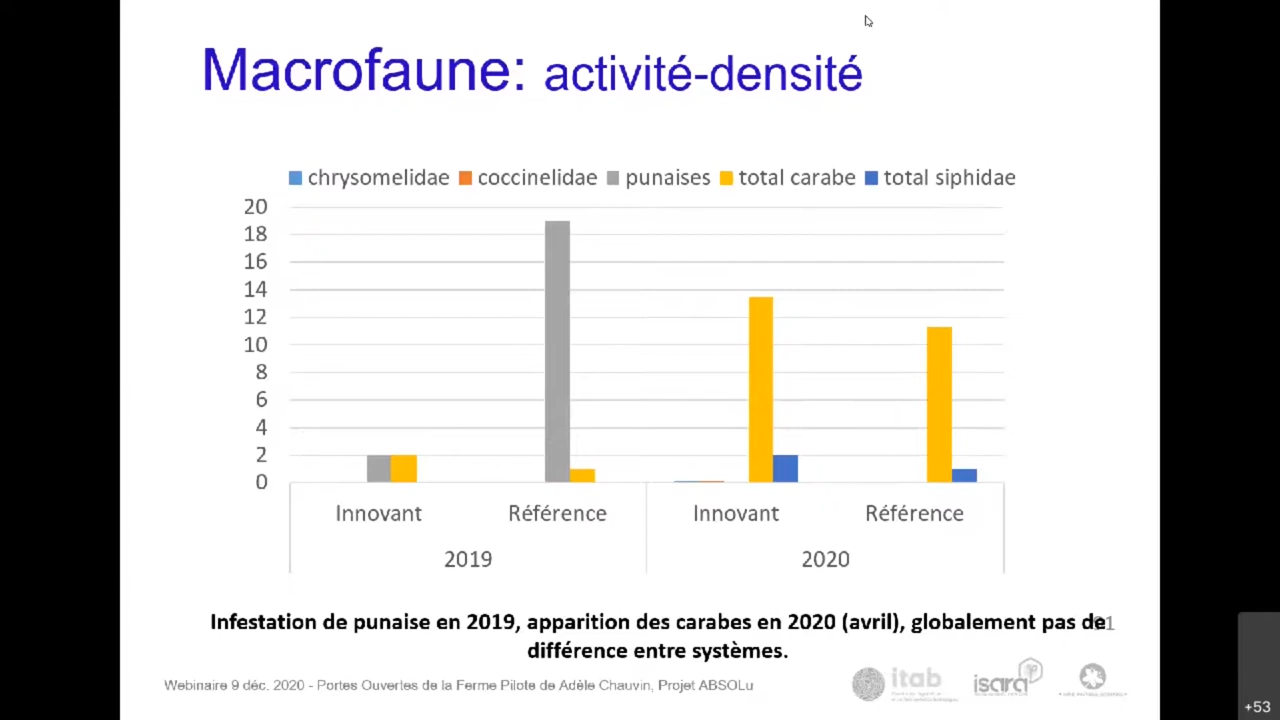 Macrofaune: activité-densité
chrysomelidae coccinelidae punaises total carabe total siphidae
20
18
16
14
12
10
8
6
4
2
0
Innovant Référence Innovant Référence
2019 2020
Infestation de punaise en 2019, apparition des carabes en 2020 (avril), globalement pas de
différence entre systèmes.
Webinaire 9 déc. 2020 - Portes Ouvertes de la Ferme Pilote de Adèle Chauvin, Projet ABSOLu
itab
isara
+53